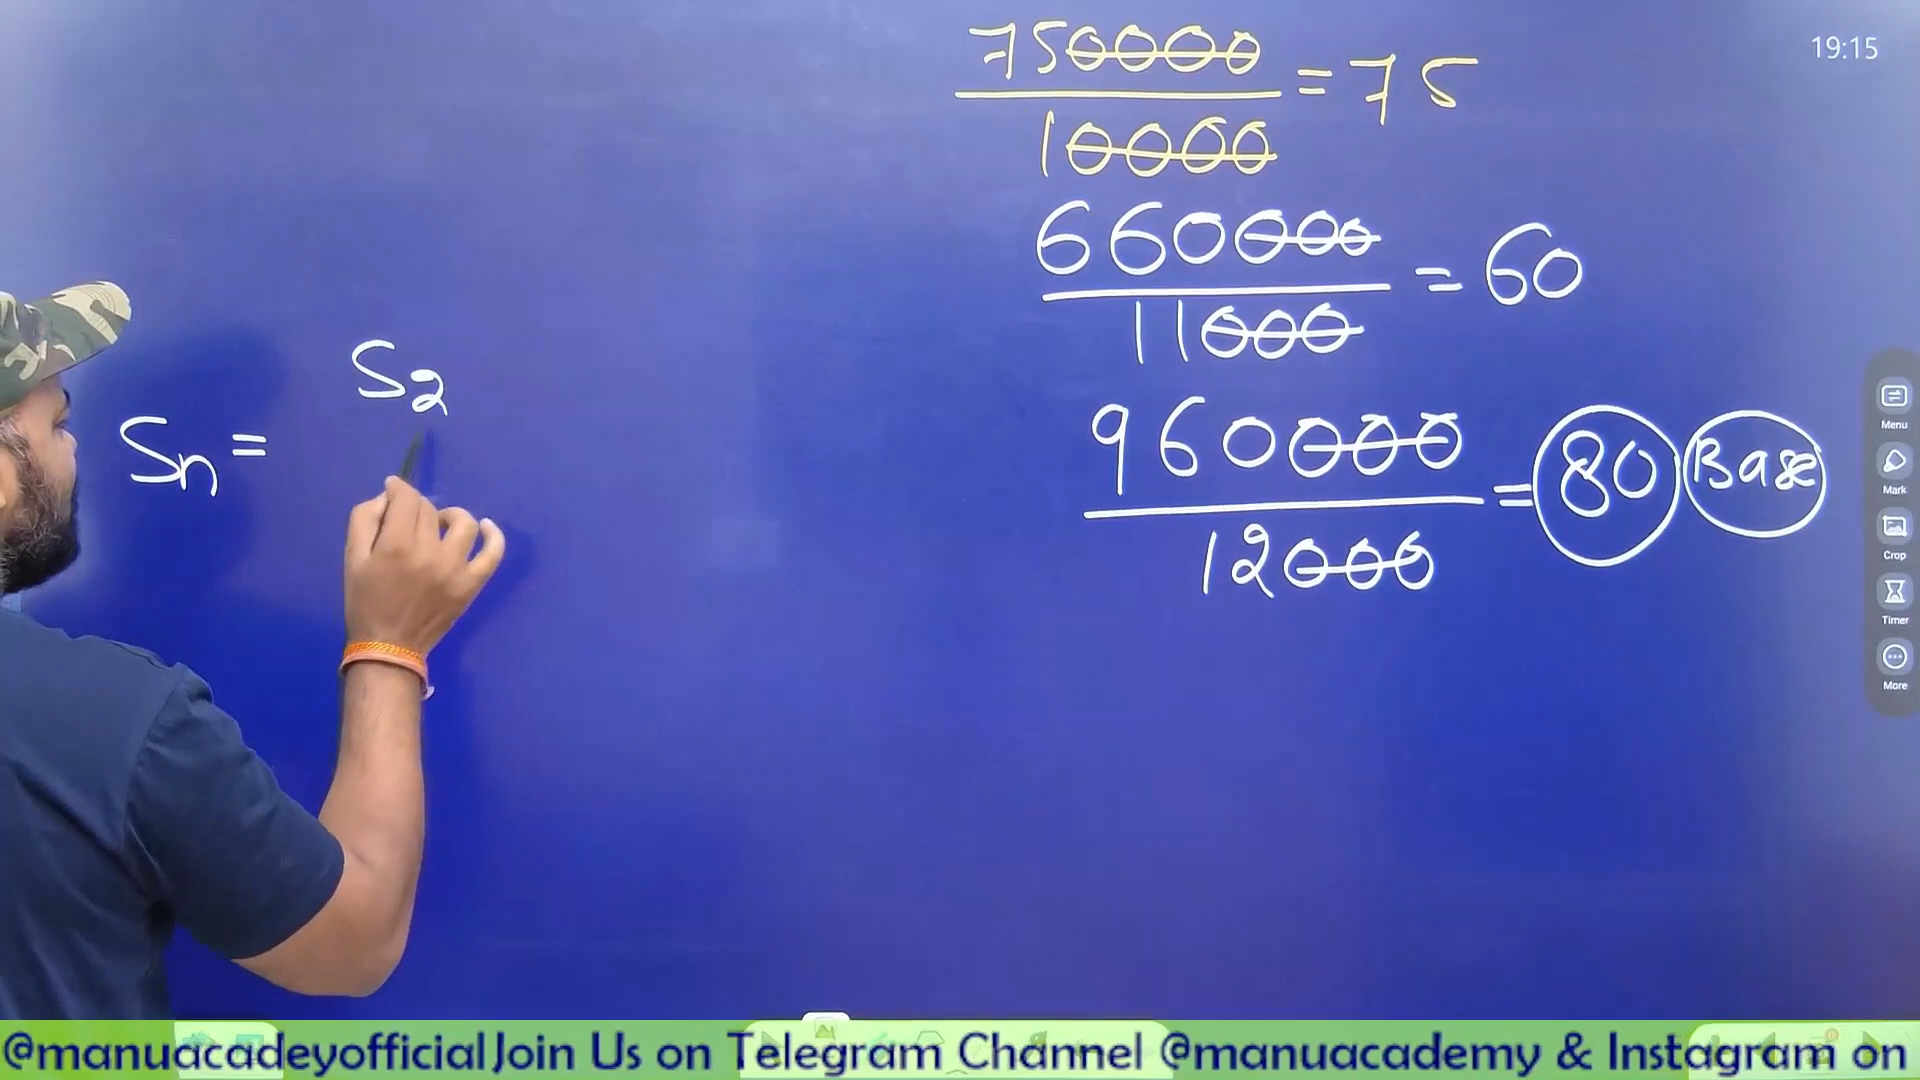 19:15
750000
10000
= 75
660000
11000
= 60
960000
12000
= 80 Base
S2
Sn =
Menu
Mark
Crop
Timer
More
@manuacadeyofficial Join Us on Telegram Channel @manuacademy & Instagram on